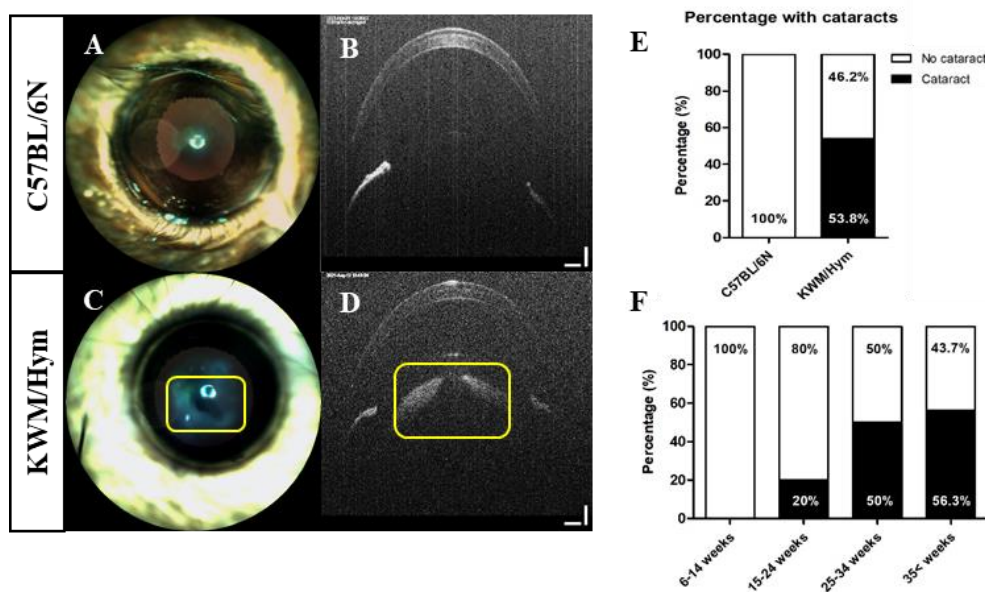 C57BL/6N
A
B
KWM/Hym
C
D
Percentage with cataracts
E
No cataract
Cataract
Percentage (%)
100
80
60
40
20
0
100%
46.2%
53.8%
C57BL/6N
KWM/Hym
F
Percentage (%)
100
80
60
40
20
0
100%
80%
50%
43.7%
20%
50%
56.3%
6-14 weeks
15-24 weeks
25-34 weeks
35< weeks